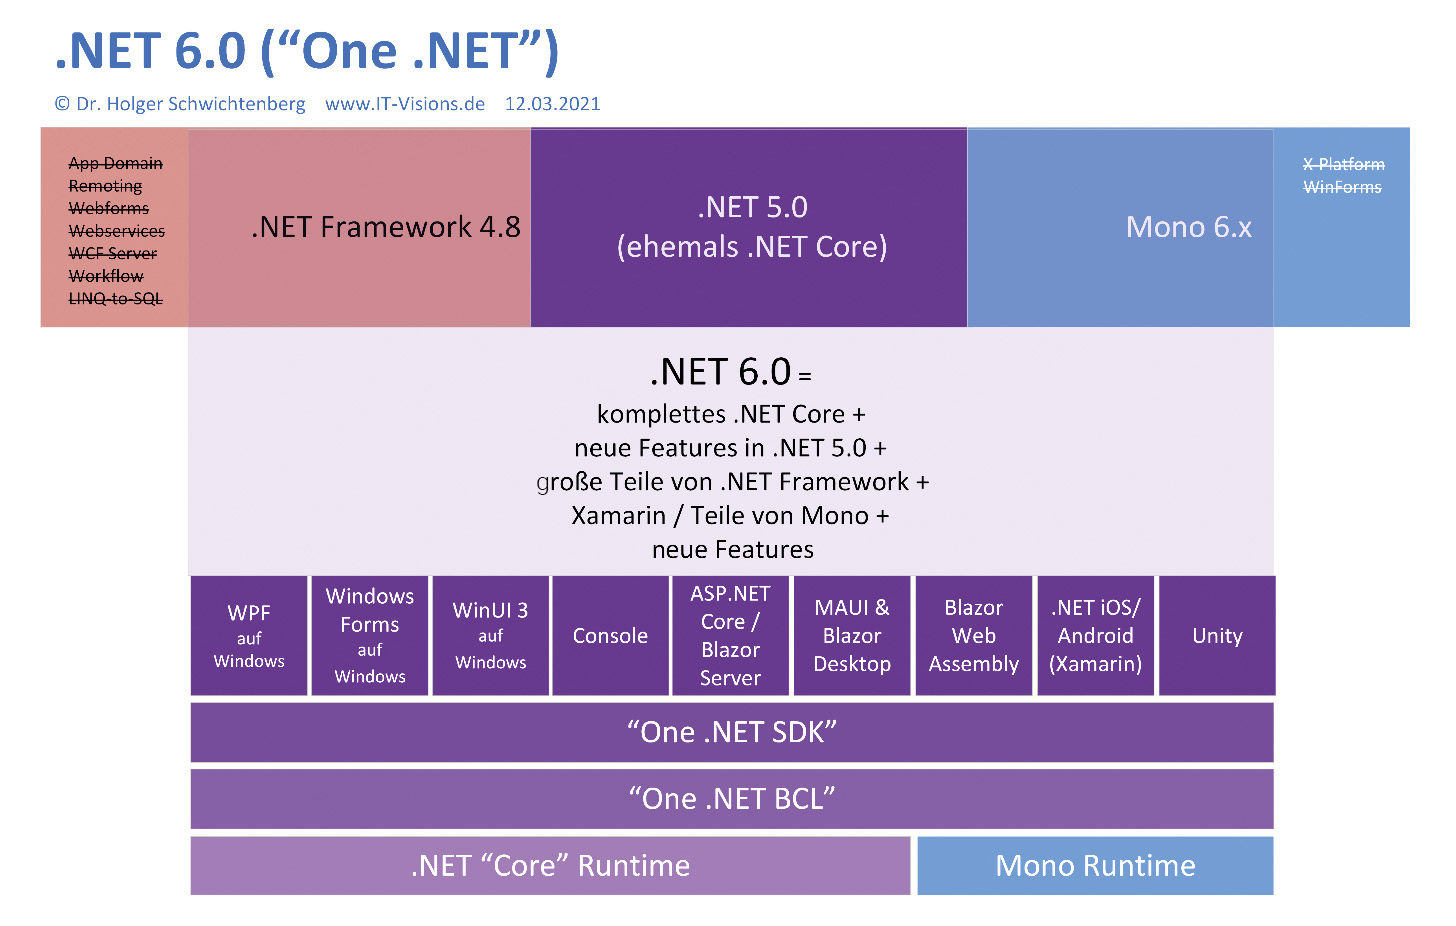 .NET 6.0 (“One .NET”)
© Dr. Holger Schwichtenberg www.IT-Visions.de 12.03.2021
App Domain
Remoting
Webforms
Webservices
WCF Server
Workflow
LINQ-to-SQL
.NET Framework 4.8
.NET 5.0
(ehemals .NET Core)
Mono 6.x
X-Platform
WinForms
.NET 6.0 =
komplettes .NET Core +
neue Features in .NET 5.0 +
große Teile von .NET Framework +
Xamarin / Teile von Mono +
neue Features
WPF
auf
Windows
Windows
Forms
auf
Windows
WinUI 3
auf
Windows
Console
ASP.NET
Core /
Blazor
Server
MAUI &
Blazor
Desktop
Blazor
Web
Assembly
.NET iOS/
Android
(Xamarin)
Unity
“One .NET SDK”
“One .NET BCL”
.NET “Core” Runtime
Mono Runtime